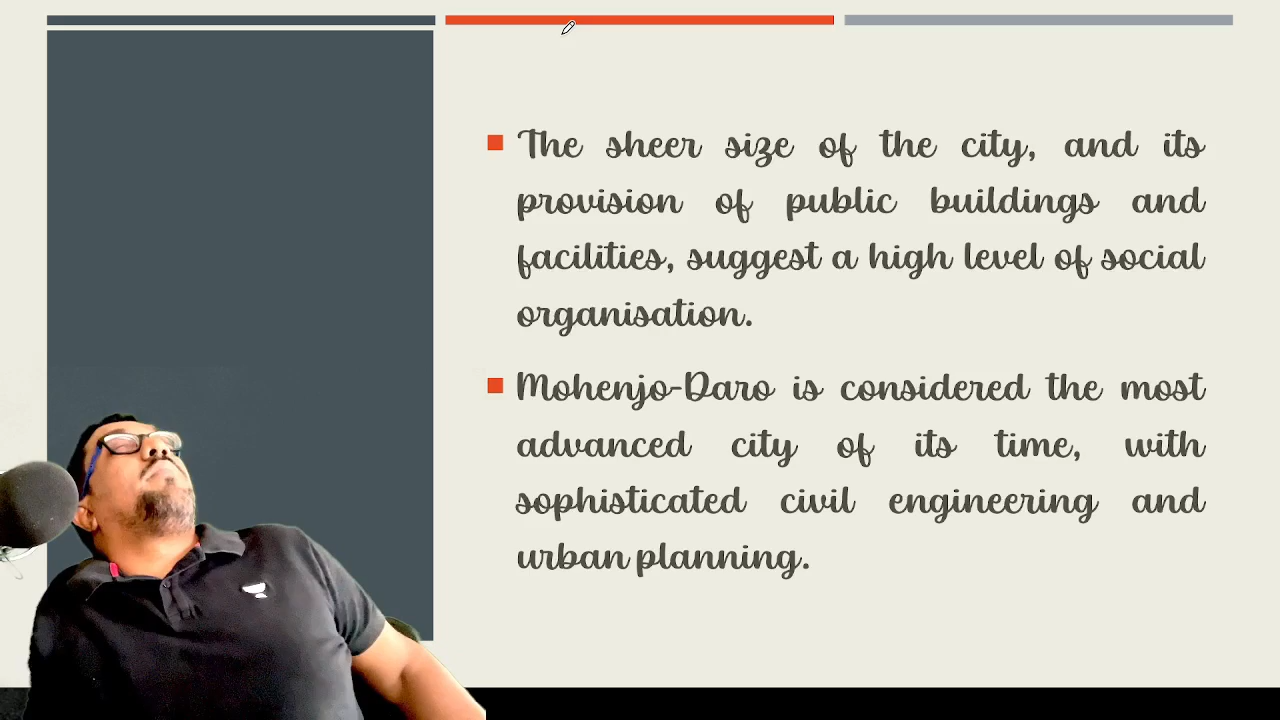 The sheer size of the city, and its
provision of public buildings and
facilities, suggest a high level of social
organisation.
Mohenjo-Daro is considered the most
advanced city of its time, with
sophisticated civil engineering and
urban planning.